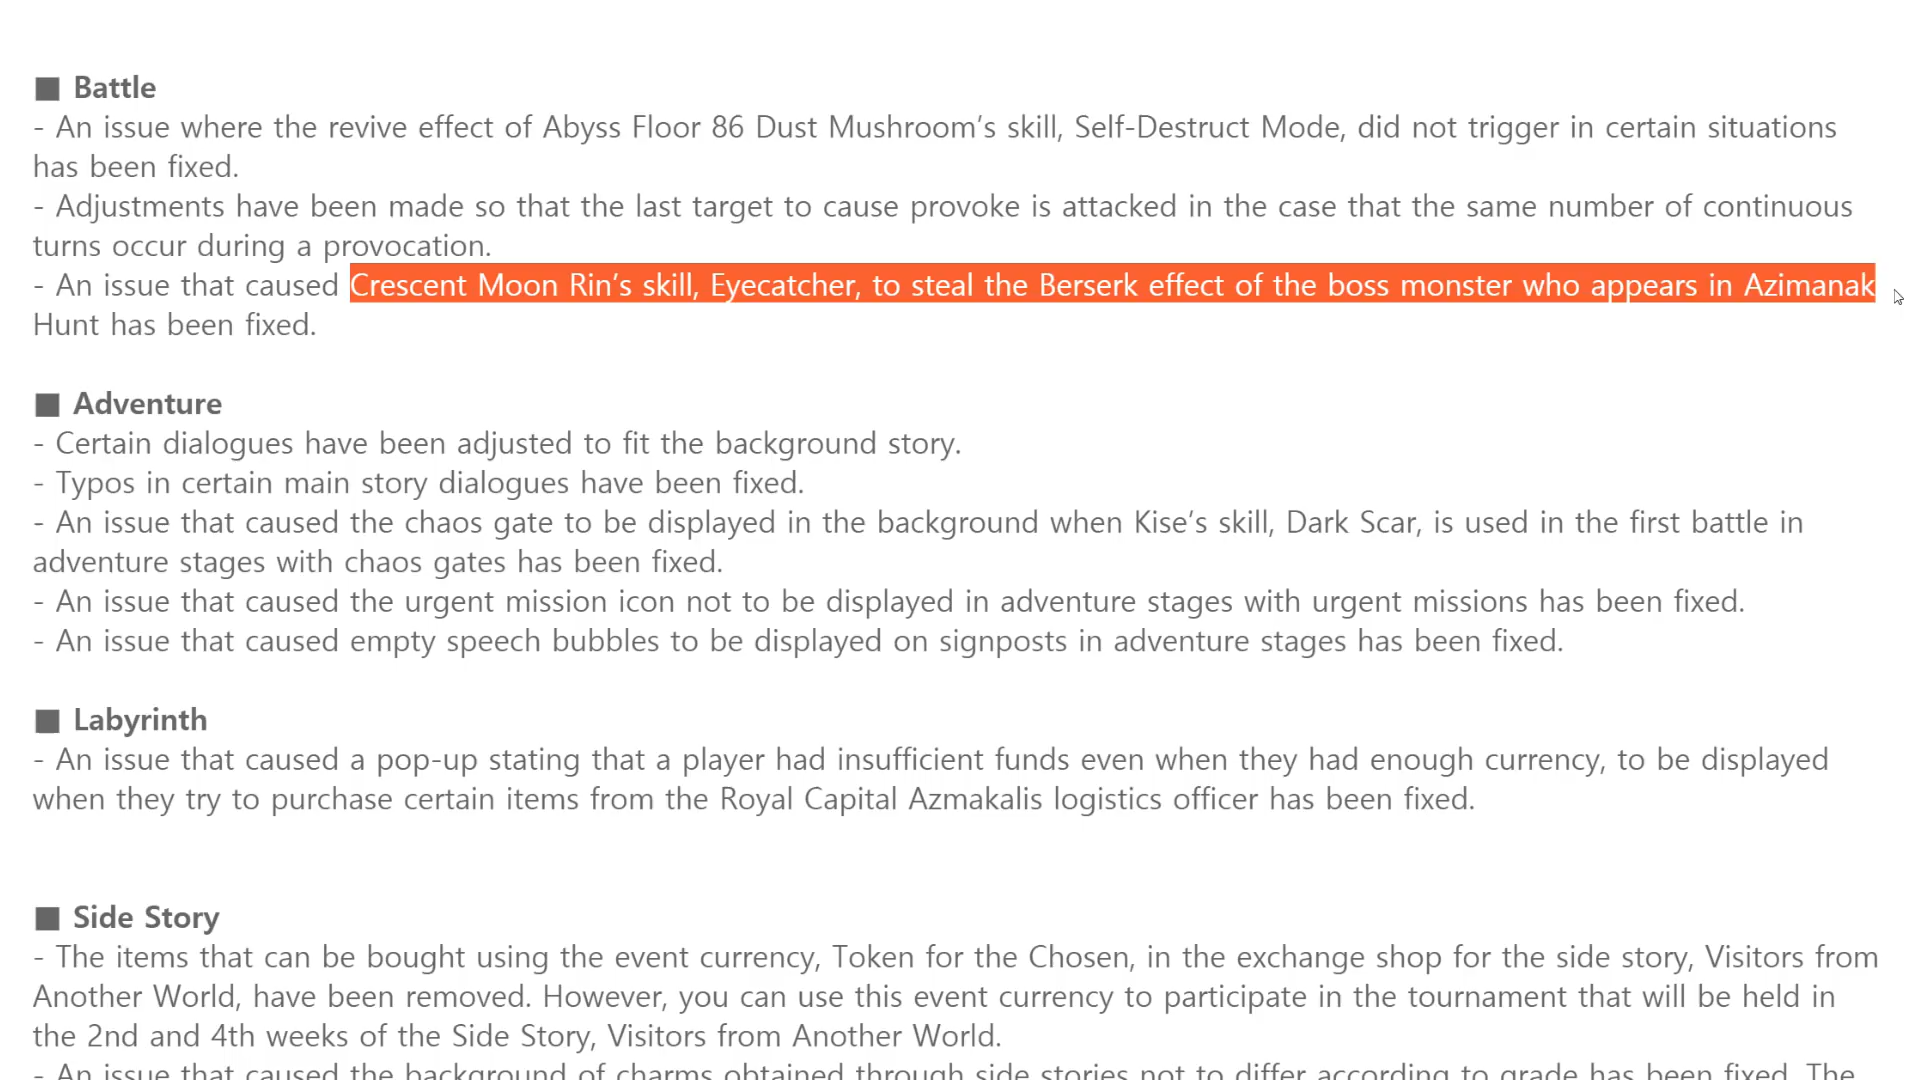 ■ Battle
- An issue where the revive effect of Abyss Floor 86 Dust Mushroom’s skill, Self-Destruct Mode, did not trigger in certain situations
has been fixed.
- Adjustments have been made so that the last target to cause provoke is attacked in the case that the same number of continuous
turns occur during a provocation.
- An issue that caused Crescent Moon Rin’s skill, Eyecatcher, to steal the Berserk effect of the boss monster who appears in Azimanak
Hunt has been fixed.
■ Adventure
- Certain dialogues have been adjusted to fit the background story.
- Typos in certain main story dialogues have been fixed.
- An issue that caused the chaos gate to be displayed in the background when Kise’s skill, Dark Scar, is used in the first battle in
adventure stages with chaos gates has been fixed.
- An issue that caused the urgent mission icon not to be displayed in adventure stages with urgent missions has been fixed.
- An issue that caused empty speech bubbles to be displayed on signposts in adventure stages has been fixed.
■ Labyrinth
- An issue that caused a pop-up stating that a player had insufficient funds even when they had enough currency, to be displayed
when they try to purchase certain items from the Royal Capital Azmakalis logistics officer has been fixed.
■ Side Story
- The items that can be bought using the event currency, Token for the Chosen, in the exchange shop for the side story, Visitors from
Another World, have been removed. However, you can use this event currency to participate in the tournament that will be held in
the 2nd and 4th weeks of the Side Story, Visitors from Another World.
- An issue that caused the background of charms obtained through side stories not to differ according to grade has been fixed. The